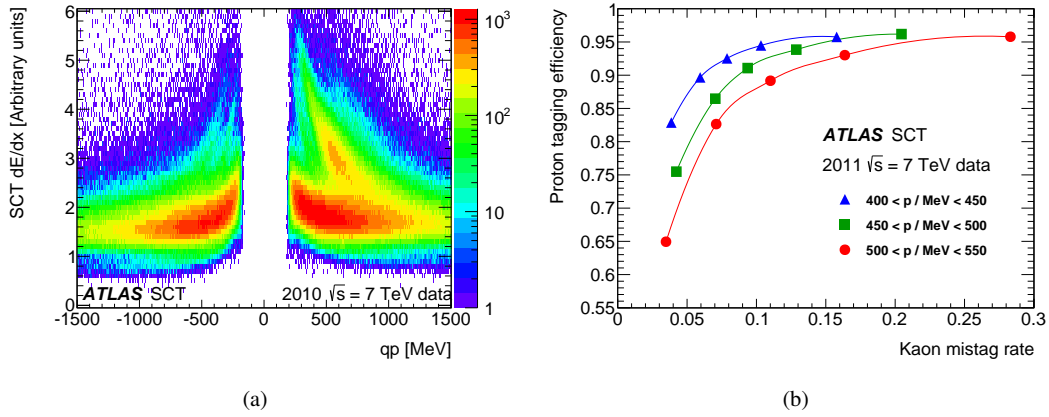 SCT dE/dx [Arbitrary units]
6
5
4
3
2
1
0
ATLAS SCT
2010 √s = 7 TeV data
-1500 -1000 -500 0 500 1000 1500
qp [MeV]
10³
10²
10
1
(a)
Proton tagging efficiency
1
0.95
0.9
0.85
0.8
0.75
0.7
0.65
0.6
0.55
ATLAS SCT
2011 √s = 7 TeV data
400 < p / MeV < 450
450 < p / MeV < 500
500 < p / MeV < 550
0 0.05 0.1 0.15 0.2 0.25 0.3
Kaon mistag rate
(b)